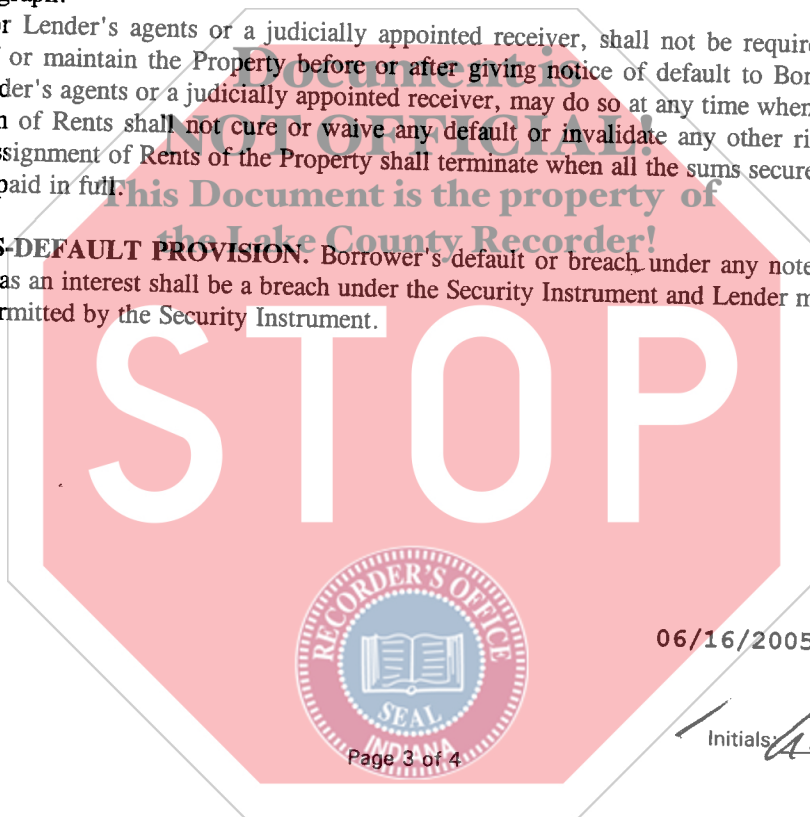 r Lender's agents or a judicially appointed receiver, shall not be require
or maintain the Property before or after giving notice of default to Bor
der's agents or a judicially appointed receiver, may do so at any time when
n of Rents shall not cure or waive any default or invalidate any other ri
ssignment of Rents of the Property shall terminate when all the sums secure
paid in full.
Document is
NOT OFFICIAL!
This Document is the property of
the Lake County Recorder!
S-DEFAULT PROVISION. Borrower's default or breach under any note
as an interest shall be a breach under the Security Instrument and Lender m
rmitted by the Security Instrument.
STOP
RECORDER'S OFFICE
SEAL
INDIANA
06/16/2005
Initials:
Page 3 of 4